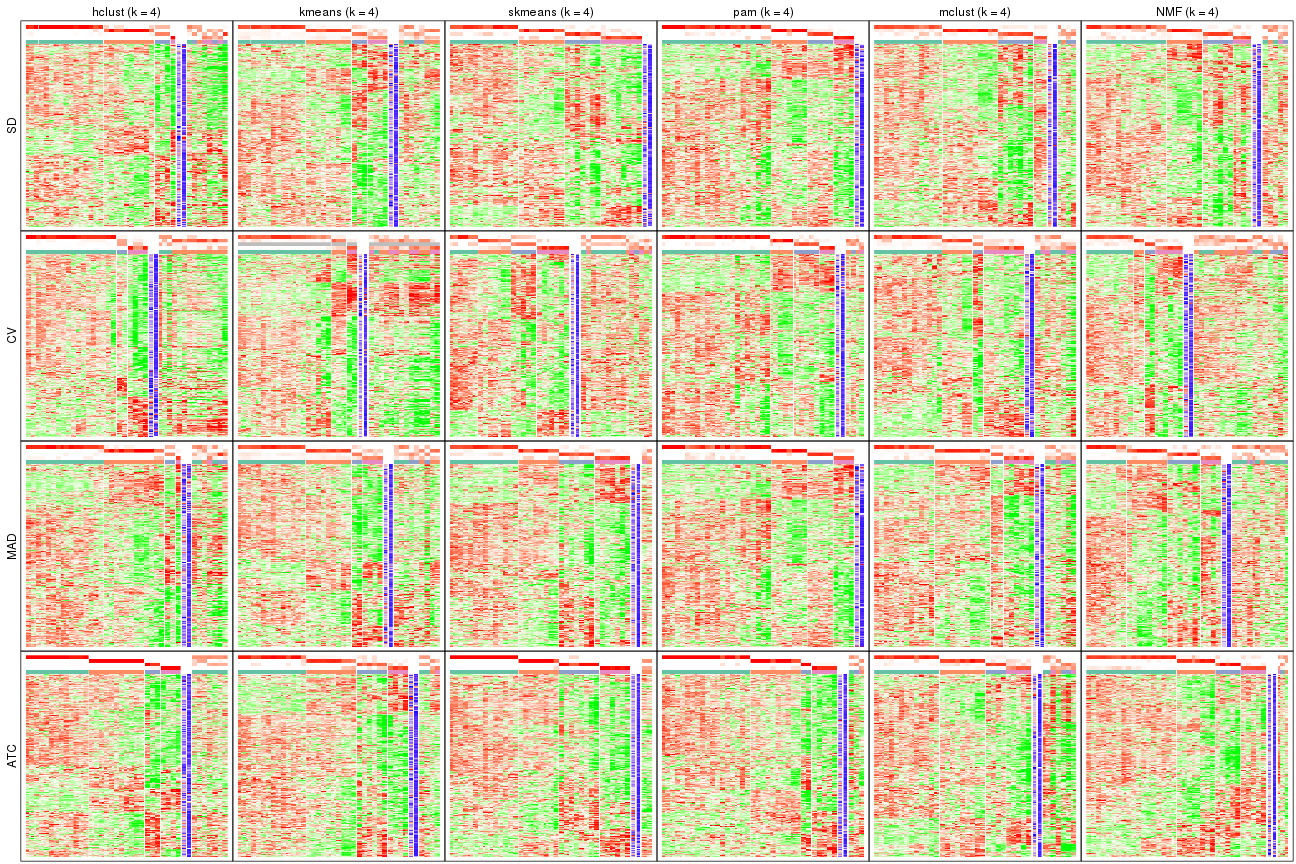 hclust (k = 4) kmeans (k = 4) skmeans (k = 4) pam (k = 4) mclust (k = 4) NMF (k = 4)
SD
CV
MAD
ATC